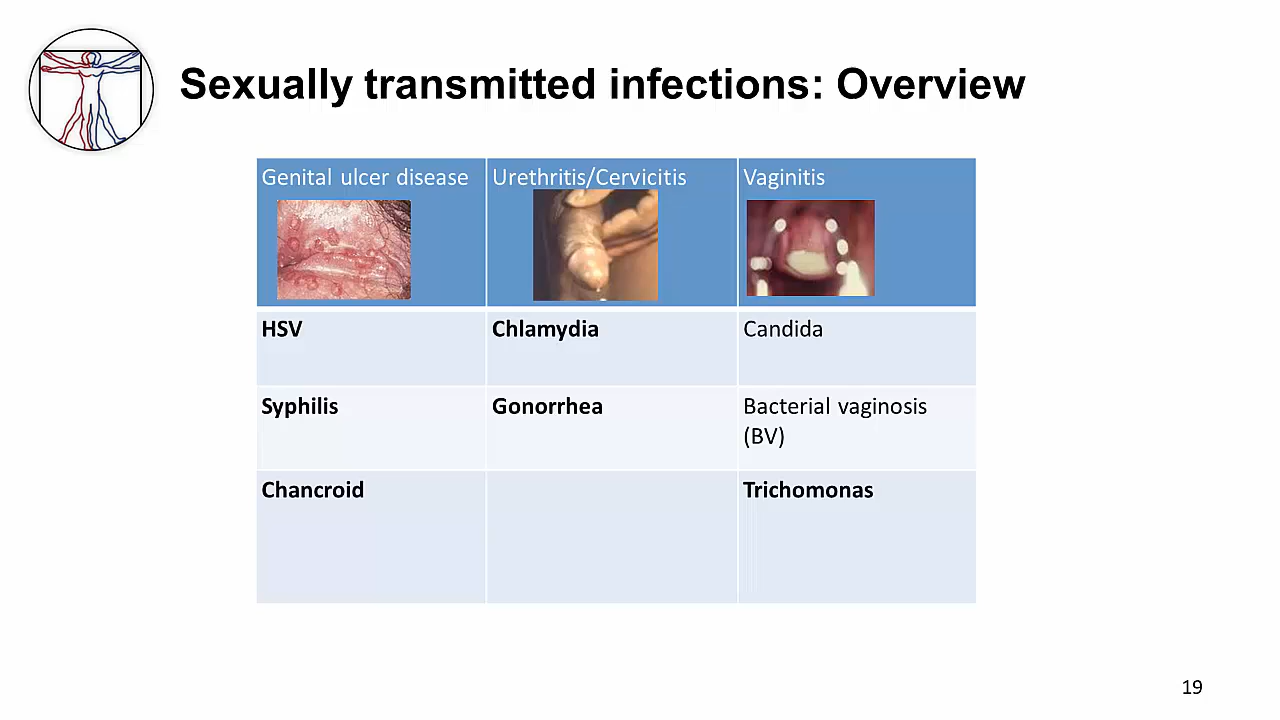 Sexually transmitted infections: Overview
Genital ulcer disease
Urethritis/Cervicitis
Vaginitis
HSV
Chlamydia
Candida
Syphilis
Gonorrhea
Bacterial vaginosis
(BV)
Chancroid
Trichomonas
19